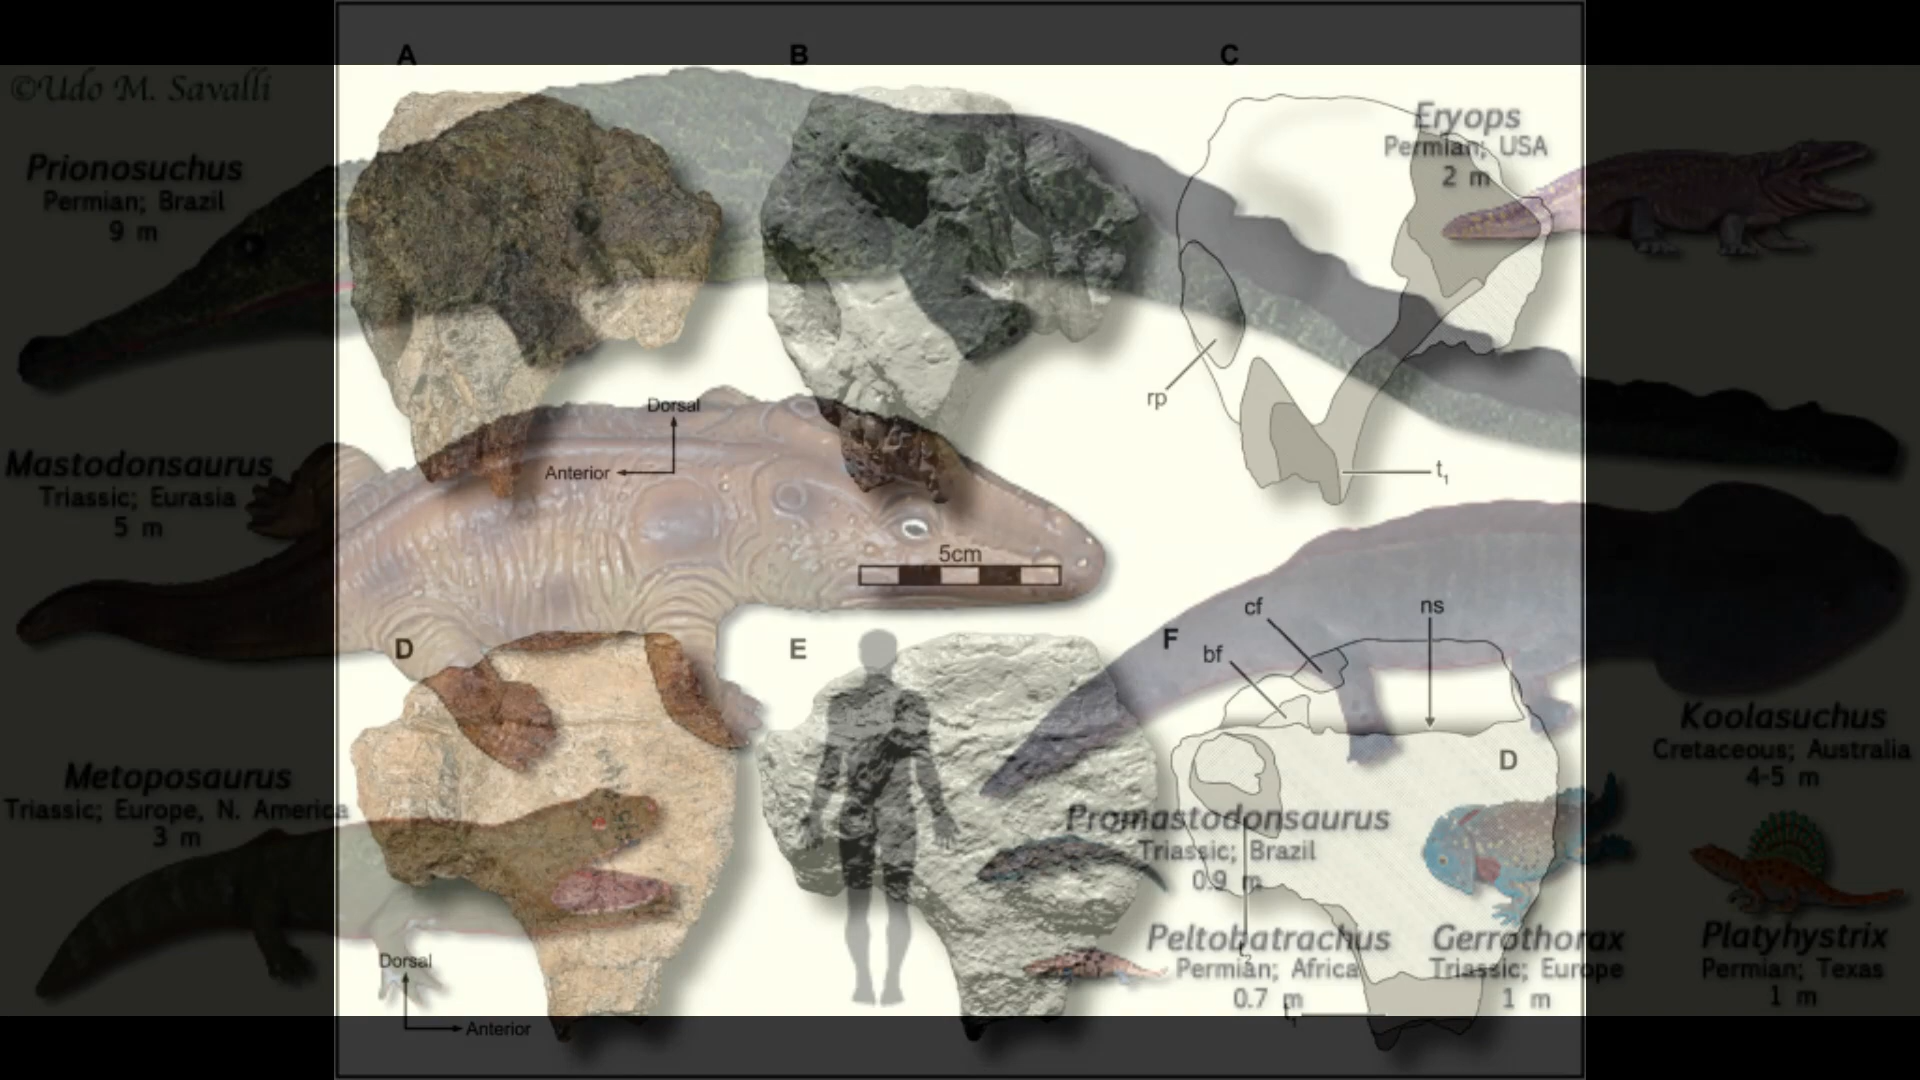 A
B
C
©Udo M. Savalli
Eryops
Permian; USA
2 m
Prionosuchus
Permian; Brazil
9 m
rp
Dorsal
Anterior
t1
Mastodonsaurus
Triassic; Eurasia
5 m
5cm
cf
ns
D
E
F
bf
Koolasuchus
Cretaceous; Australia
4-5 m
D
Metoposaurus
Triassic; Europe, N. America
3 m
Promastodonsaurus
Triassic; Brazil
0.9 m
t2
Peltobatrachus
Permian; Africa
0.7 m
Gerrothorax
Triassic; Europe
1 m
Platyhystrix
Permian; Texas
1 m
Dorsal
Anterior
t1